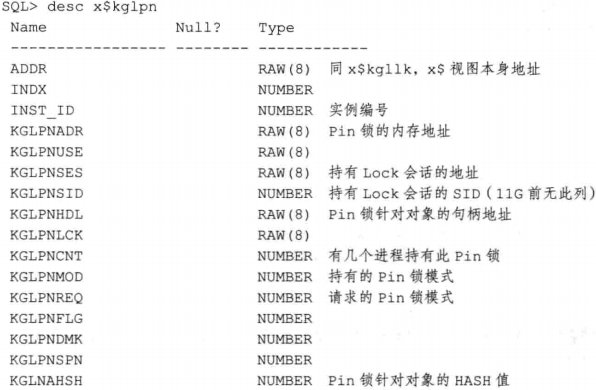 SQL> desc x$kglpn
Name Null? Type
----------------- -------- ------------
ADDR RAW(8) 同 x$kgllk，x$ 视图本身地址
INDX NUMBER
INST_ID NUMBER 实例编号
KGLPNADR RAW(8) Pin 锁的内存地址
KGLPNUSE RAW(8)
KGLPNSES RAW(8) 持有 Lock 会话的地址
KGLPNSID NUMBER 持有 Lock 会话的 SID（11G 前无此列）
KGLPNHDL RAW(8) Pin 锁针对对象的句柄地址
KGLPNLCK RAW(8)
KGLPNCNT NUMBER 有几个进程持有此 Pin 锁
KGLPNMOD NUMBER 持有的 Pin 锁模式
KGLPNREQ NUMBER 请求的 Pin 锁模式
KGLPNFLG NUMBER
KGLPNDMK NUMBER
KGLPNSPN NUMBER
KGLNAHSH NUMBER Pin 锁针对对象的 HASH 值